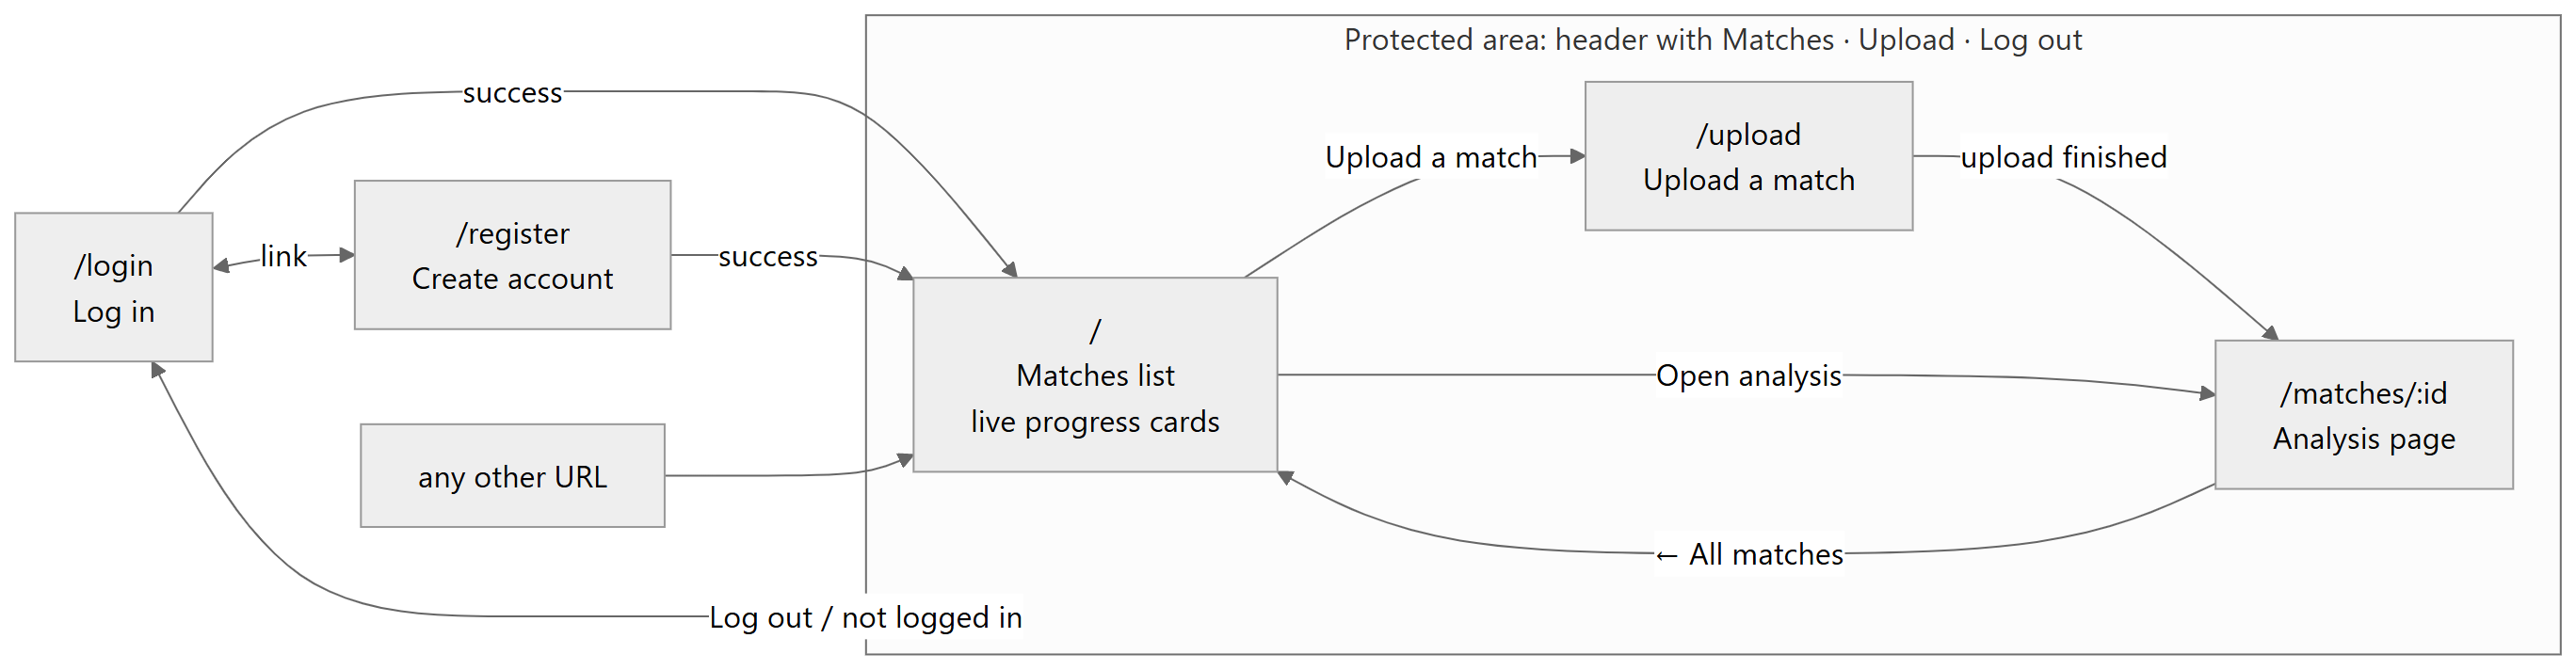 Protected area: header with Matches · Upload · Log out
success
/upload
Upload a match
Upload a match
upload finished
/login
Log in
link
/register
Create account
success
/
Matches list
live progress cards
Open analysis
/matches/:id
Analysis page
any other URL
← All matches
Log out / not logged in